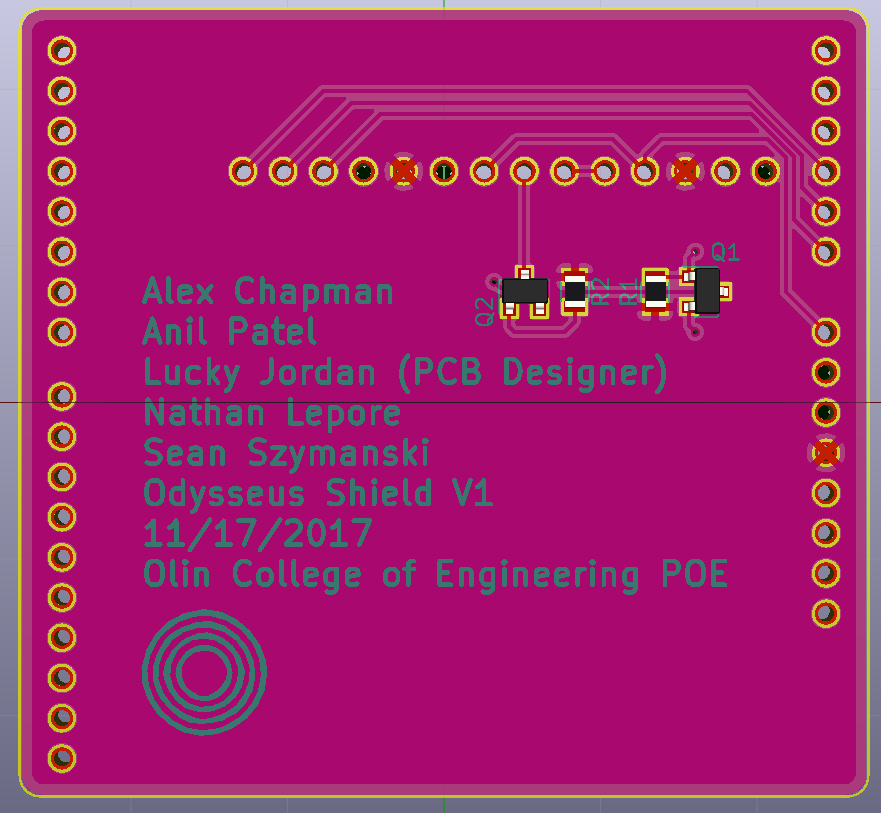 Q1
Q2
R2
R1
Alex Chapman
Anil Patel
Lucky Jordan (PCB Designer)
Nathan Lepore
Sean Szymanski
Odysseus Shield V1
11/17/2017
Olin College of Engineering POE